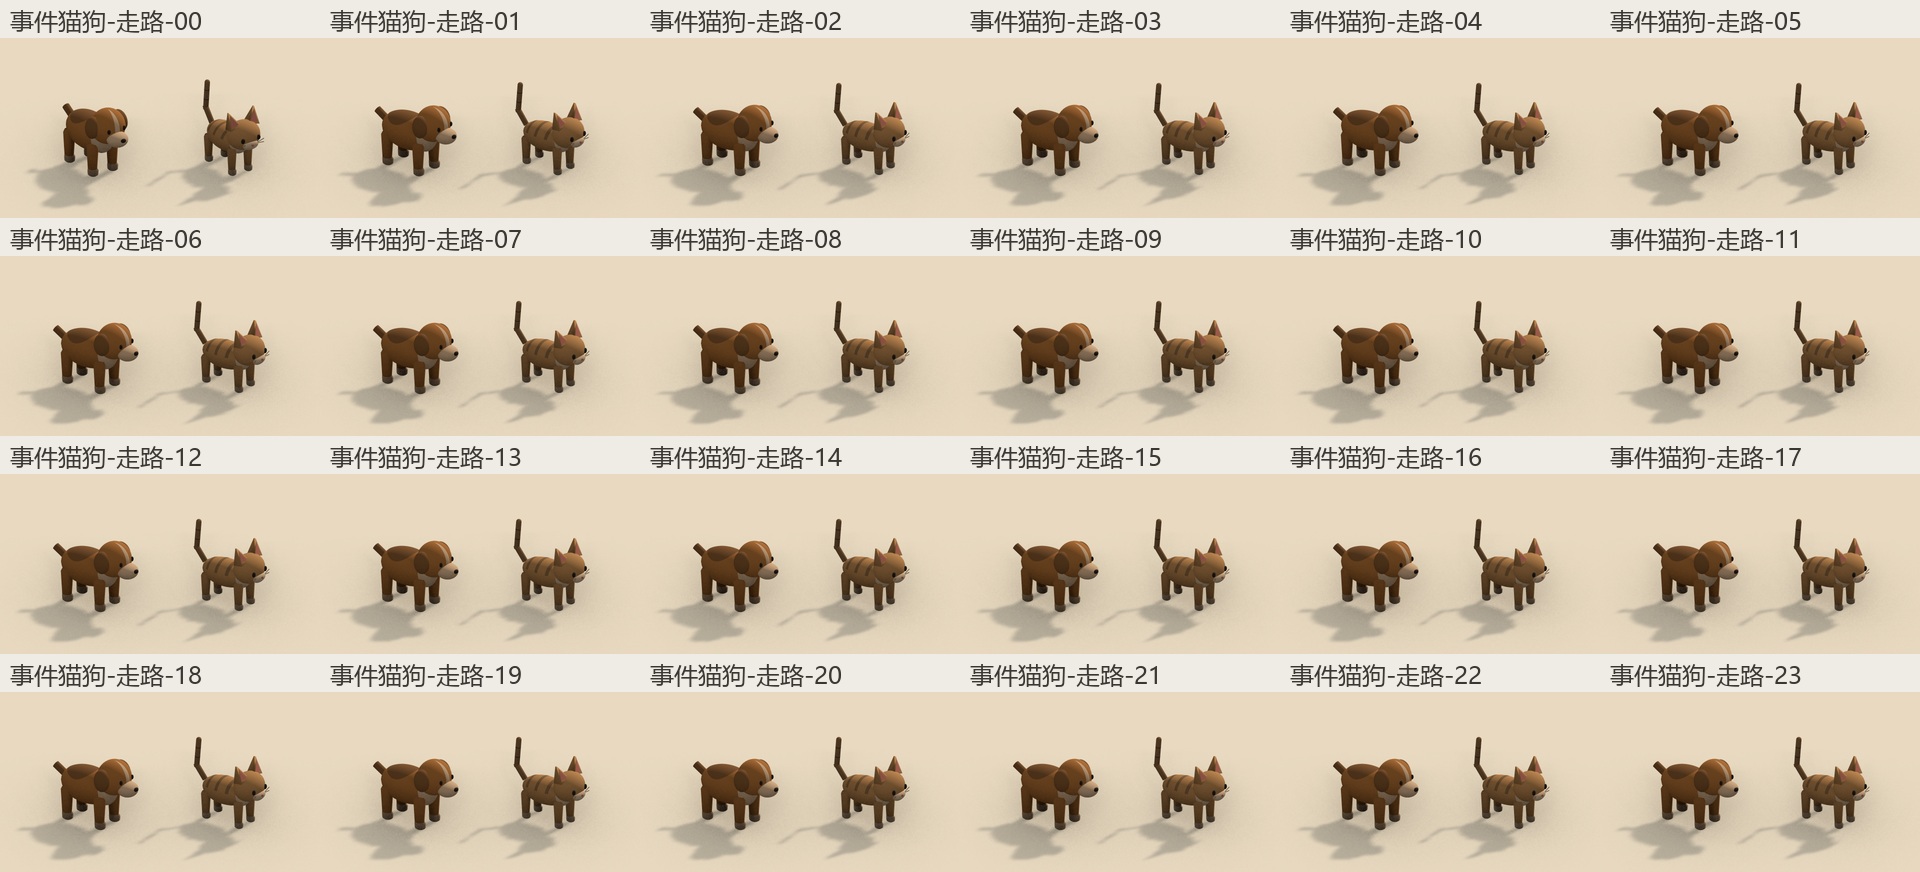 事件猫狗-走路-00
事件猫狗-走路-01
事件猫狗-走路-02
事件猫狗-走路-03
事件猫狗-走路-04
事件猫狗-走路-05
事件猫狗-走路-06
事件猫狗-走路-07
事件猫狗-走路-08
事件猫狗-走路-09
事件猫狗-走路-10
事件猫狗-走路-11
事件猫狗-走路-12
事件猫狗-走路-13
事件猫狗-走路-14
事件猫狗-走路-15
事件猫狗-走路-16
事件猫狗-走路-17
事件猫狗-走路-18
事件猫狗-走路-19
事件猫狗-走路-20
事件猫狗-走路-21
事件猫狗-走路-22
事件猫狗-走路-23